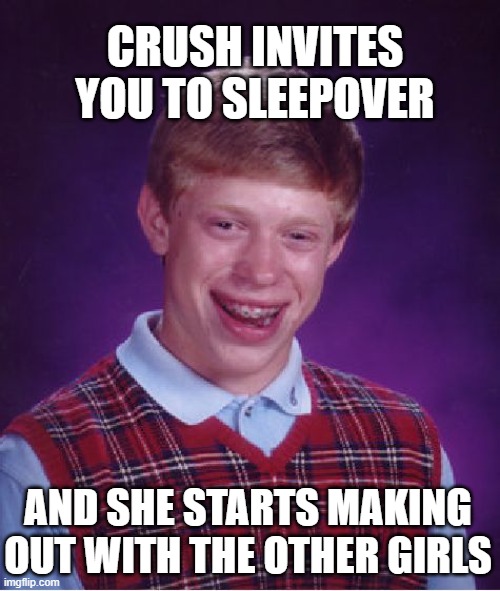 CRUSH INVITES
YOU TO SLEEPOVER
AND SHE STARTS MAKING
OUT WITH THE OTHER GIRLS
imgflip.com